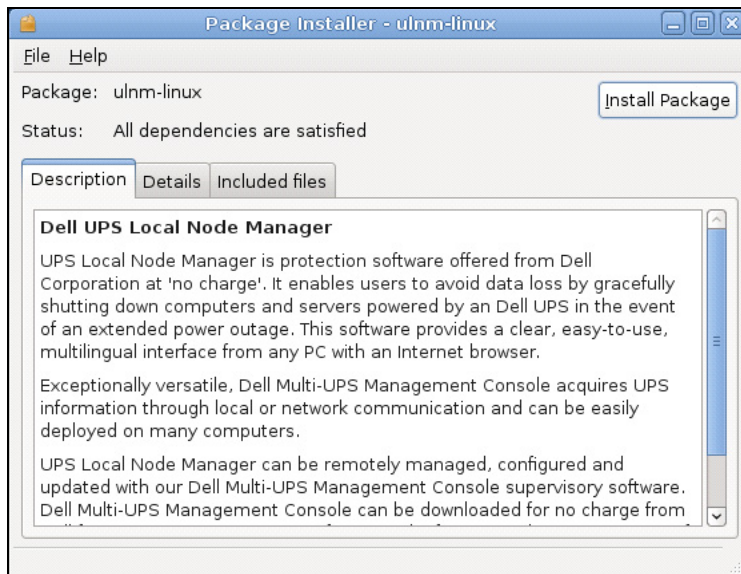 Package Installer - ulnm-linux
File Help
Package: ulnm-linux
Install Package
Status: All dependencies are satisfied
Description Details Included files
Dell UPS Local Node Manager
UPS Local Node Manager is protection software offered from Dell
Corporation at 'no charge'. It enables users to avoid data loss by gracefully
shutting down computers and servers powered by an Dell UPS in the event
of an extended power outage. This software provides a clear, easy-to-use,
multilingual interface from any PC with an Internet browser.
Exceptionally versatile, Dell Multi-UPS Management Console acquires UPS
information through local or network communication and can be easily
deployed on many computers.
UPS Local Node Manager can be remotely managed, configured and
updated with our Dell Multi-UPS Management Console supervisory software.
Dell Multi-UPS Management Console can be downloaded for no charge from